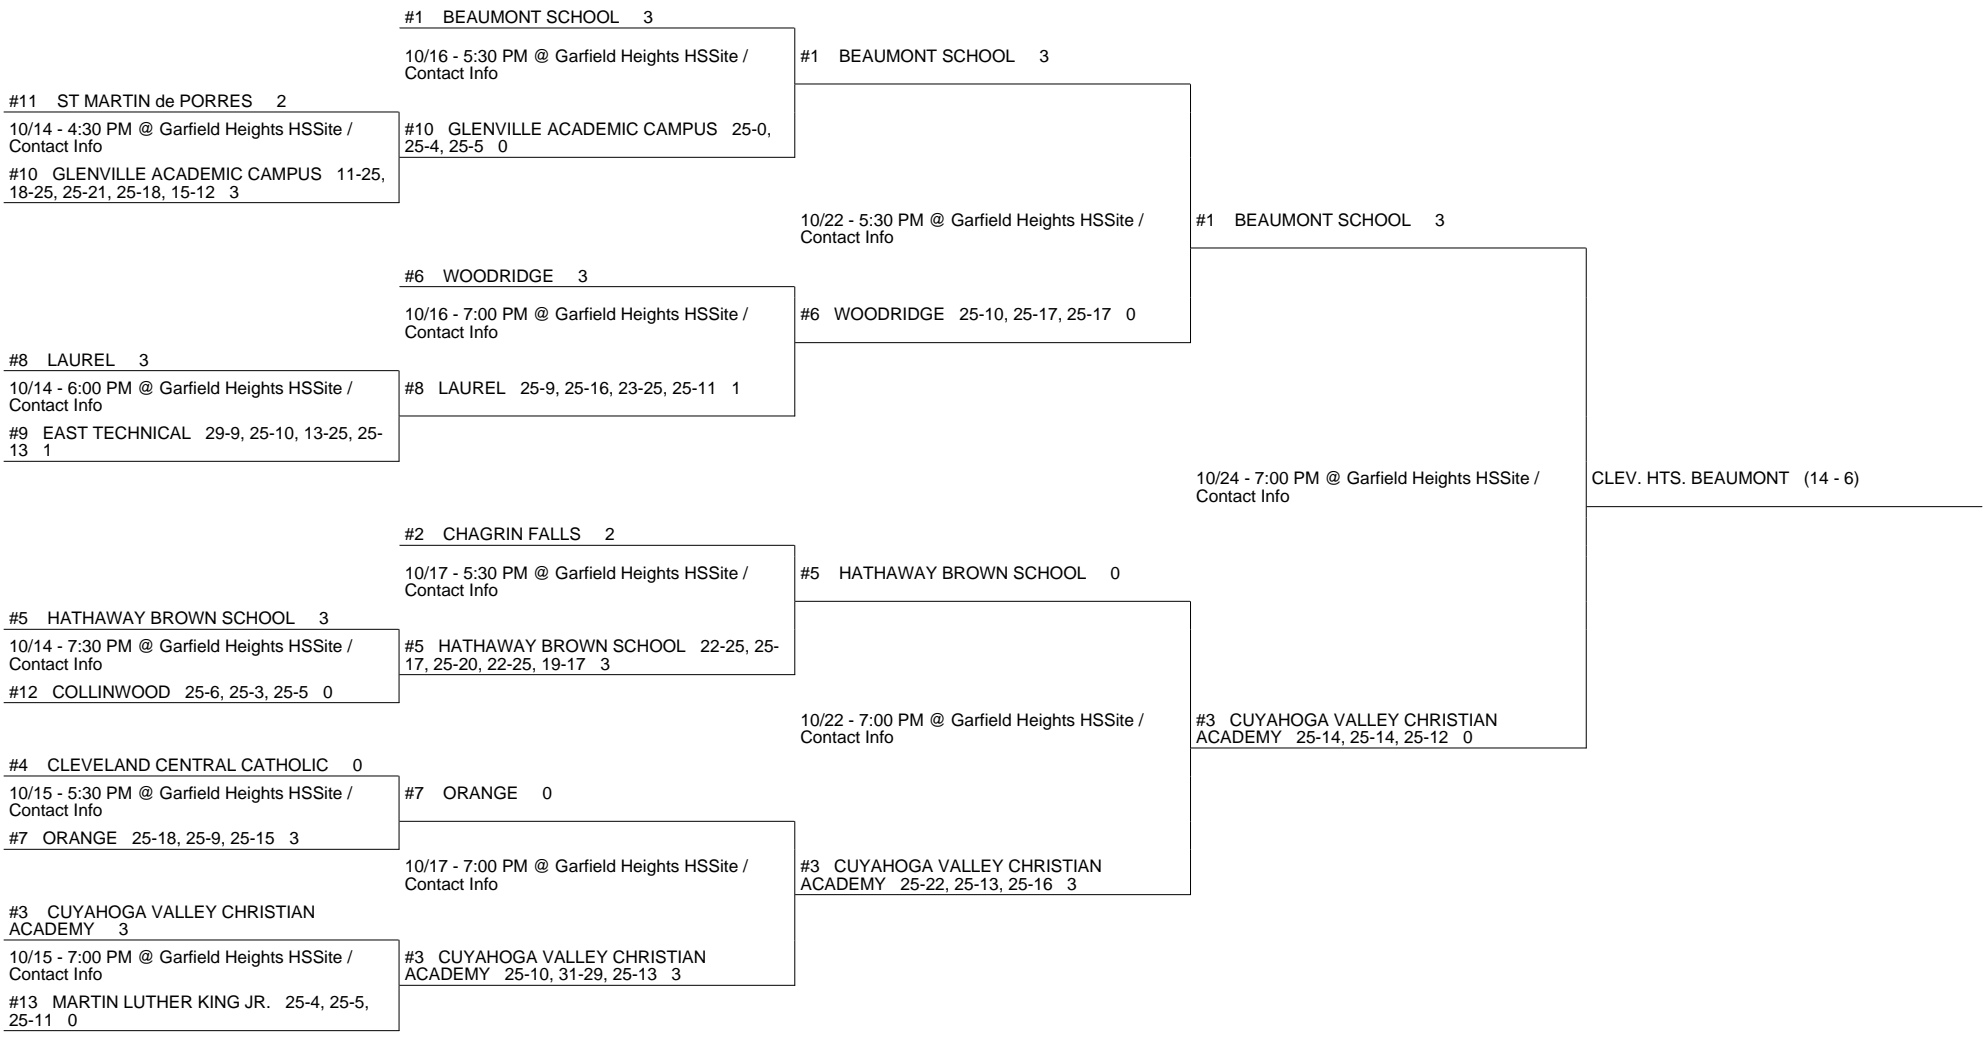 #1 BEAUMONT SCHOOL 3
10/16 - 5:30 PM @ Garfield Heights HSSite /
Contact Info
#1 BEAUMONT SCHOOL 3
#11 ST MARTIN de PORRES 2
10/14 - 4:30 PM @ Garfield Heights HSSite /
Contact Info
#10 GLENVILLE ACADEMIC CAMPUS 25-0,
25-4, 25-5 0
#10 GLENVILLE ACADEMIC CAMPUS 11-25,
18-25, 25-21, 25-18, 15-12 3
10/22 - 5:30 PM @ Garfield Heights HSSite /
Contact Info
#1 BEAUMONT SCHOOL 3
#6 WOODRIDGE 3
10/16 - 7:00 PM @ Garfield Heights HSSite /
Contact Info
#6 WOODRIDGE 25-10, 25-17, 25-17 0
#8 LAUREL 3
10/14 - 6:00 PM @ Garfield Heights HSSite /
Contact Info
#8 LAUREL 25-9, 25-16, 23-25, 25-11 1
#9 EAST TECHNICAL 29-9, 25-10, 13-25, 25-
13 1
10/24 - 7:00 PM @ Garfield Heights HSSite /
Contact Info
CLEV. HTS. BEAUMONT (14 - 6)
#2 CHAGRIN FALLS 2
10/17 - 5:30 PM @ Garfield Heights HSSite /
Contact Info
#5 HATHAWAY BROWN SCHOOL 0
#5 HATHAWAY BROWN SCHOOL 3
10/14 - 7:30 PM @ Garfield Heights HSSite /
Contact Info
#5 HATHAWAY BROWN SCHOOL 22-25, 25-
17, 25-20, 22-25, 19-17 3
#12 COLLINWOOD 25-6, 25-3, 25-5 0
10/22 - 7:00 PM @ Garfield Heights HSSite /
Contact Info
#3 CUYAHOGA VALLEY CHRISTIAN
ACADEMY 25-14, 25-14, 25-12 0
#4 CLEVELAND CENTRAL CATHOLIC 0
10/15 - 5:30 PM @ Garfield Heights HSSite /
Contact Info
#7 ORANGE 0
#7 ORANGE 25-18, 25-9, 25-15 3
10/17 - 7:00 PM @ Garfield Heights HSSite /
Contact Info
#3 CUYAHOGA VALLEY CHRISTIAN
ACADEMY 25-22, 25-13, 25-16 3
#3 CUYAHOGA VALLEY CHRISTIAN
ACADEMY 3
10/15 - 7:00 PM @ Garfield Heights HSSite /
Contact Info
#3 CUYAHOGA VALLEY CHRISTIAN
ACADEMY 25-10, 31-29, 25-13 3
#13 MARTIN LUTHER KING JR. 25-4, 25-5,
25-11 0